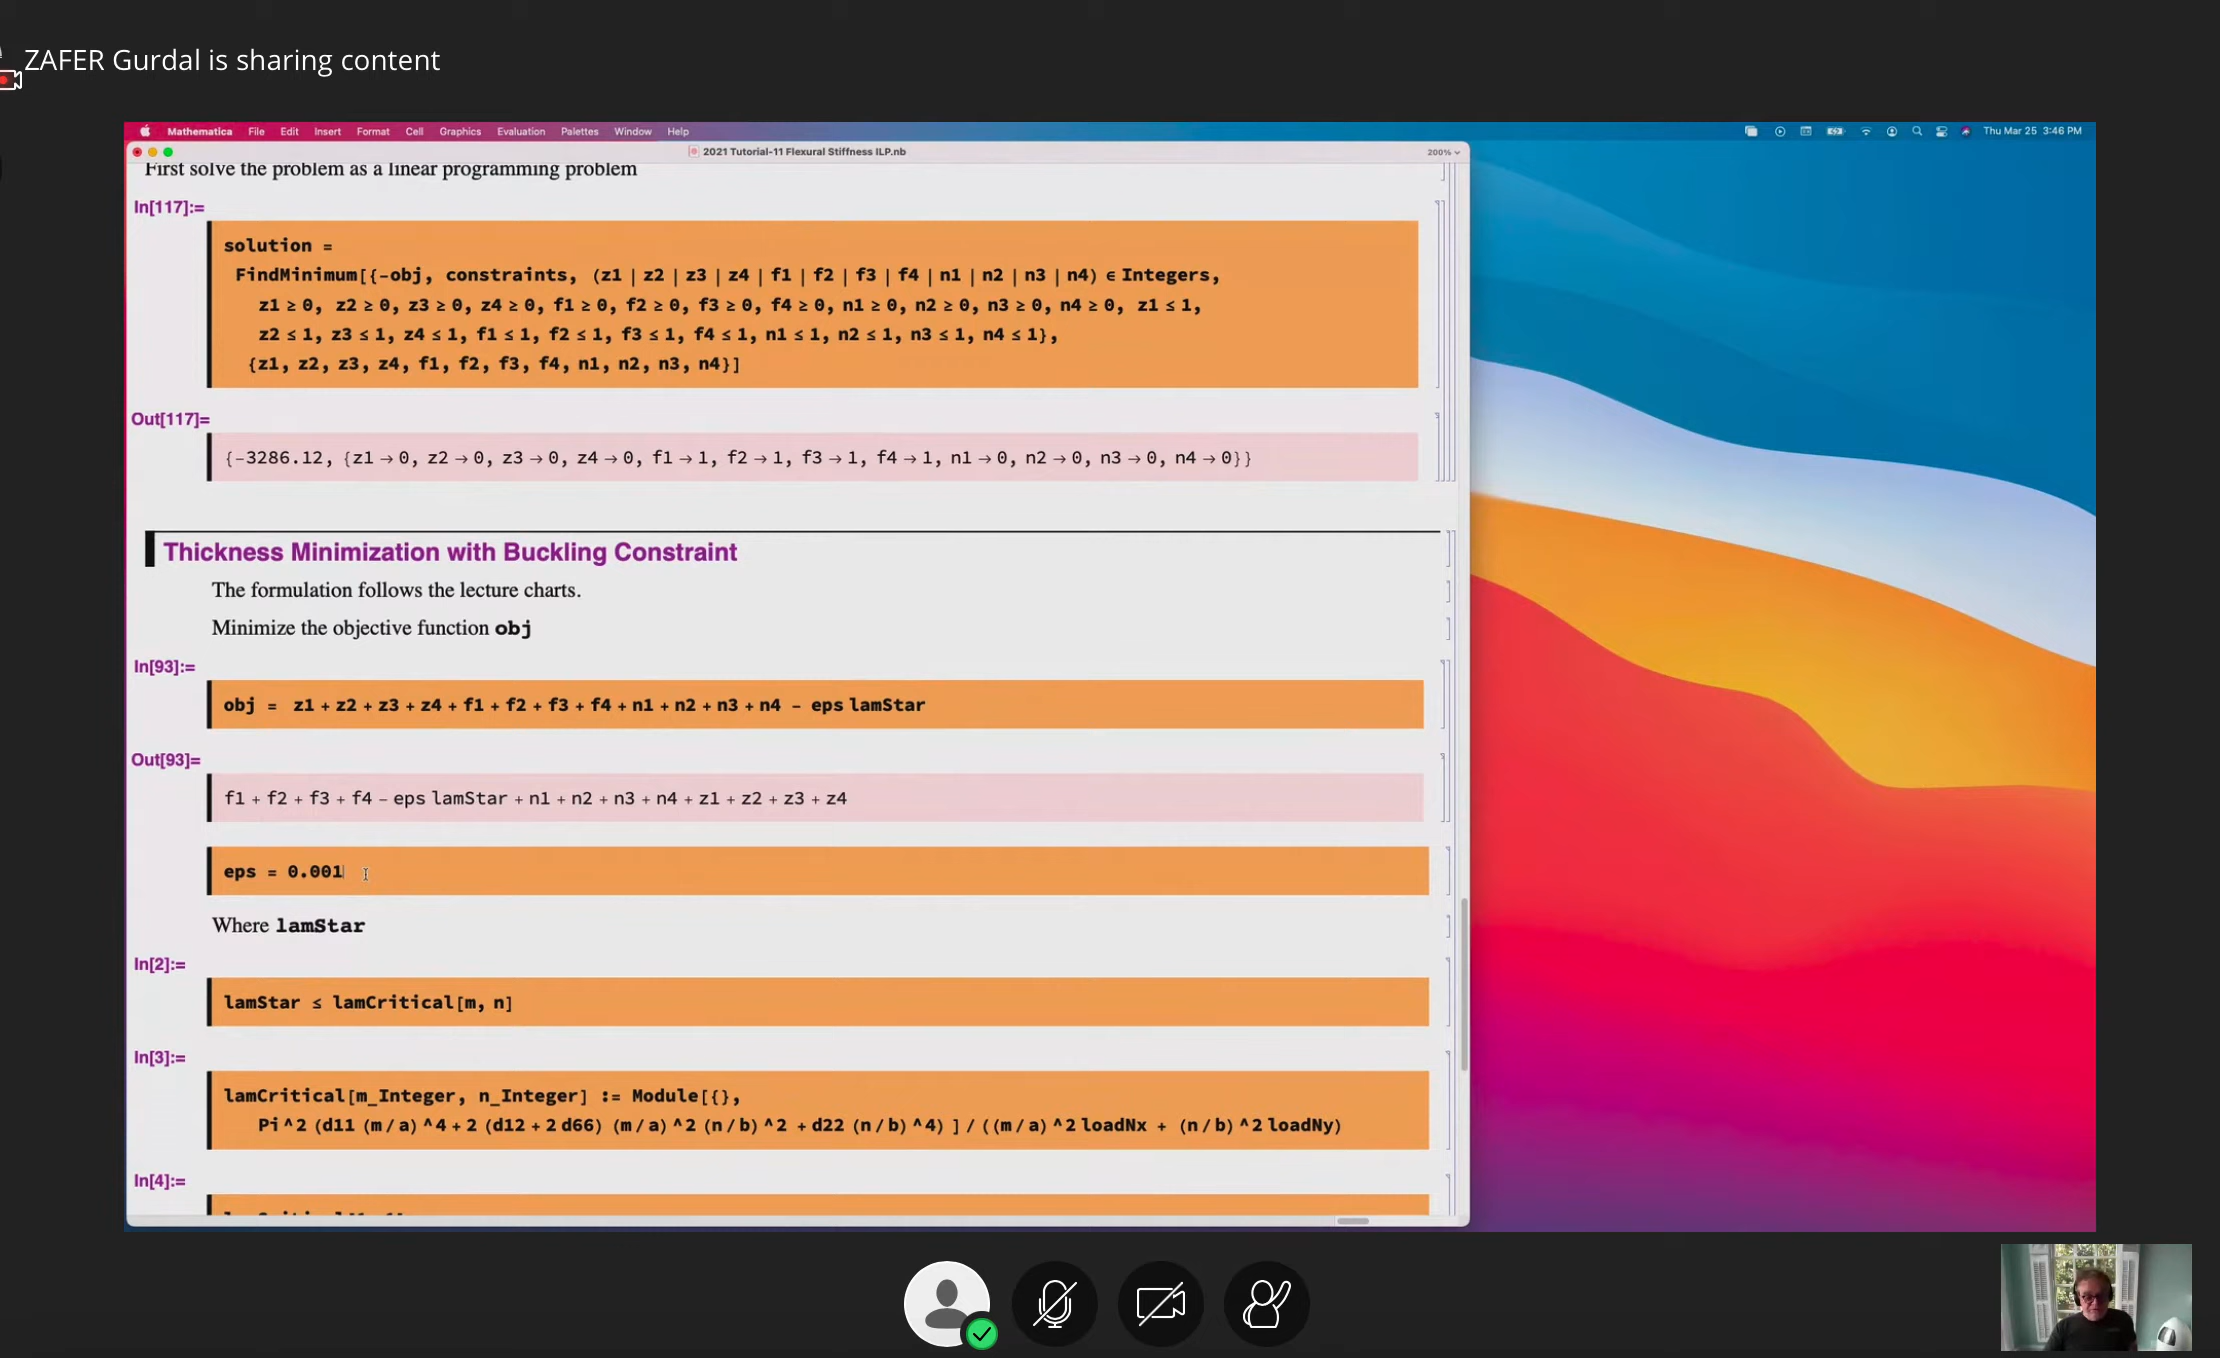 ZAFER Gurdal is sharing content
Mathematica File Edit Insert Format Cell Graphics Evaluation Palettes Window Help
Thu Mar 25 3:46 PM
2021 Tutorial-11 Flexural Stiffness ILP.nb
200%
First solve the problem as a linear programming problem
In[117]:=
solution =
FindMinimum[{-obj, constraints, (z1 | z2 | z3 | z4 | f1 | f2 | f3 | f4 | n1 | n2 | n3 | n4) ∈ Integers,
z1 ≥ 0, z2 ≥ 0, z3 ≥ 0, z4 ≥ 0, f1 ≥ 0, f2 ≥ 0, f3 ≥ 0, f4 ≥ 0, n1 ≥ 0, n2 ≥ 0, n3 ≥ 0, n4 ≥ 0, z1 ≤ 1,
z2 ≤ 1, z3 ≤ 1, z4 ≤ 1, f1 ≤ 1, f2 ≤ 1, f3 ≤ 1, f4 ≤ 1, n1 ≤ 1, n2 ≤ 1, n3 ≤ 1, n4 ≤ 1},
{z1, z2, z3, z4, f1, f2, f3, f4, n1, n2, n3, n4}]
Out[117]=
{-3286.12, {z1 → 0, z2 → 0, z3 → 0, z4 → 0, f1 → 1, f2 → 1, f3 → 1, f4 → 1, n1 → 0, n2 → 0, n3 → 0, n4 → 0}}
Thickness Minimization with Buckling Constraint
The formulation follows the lecture charts.
Minimize the objective function obj
In[93]:=
obj = z1 + z2 + z3 + z4 + f1 + f2 + f3 + f4 + n1 + n2 + n3 + n4 - eps lamStar
Out[93]=
f1 + f2 + f3 + f4 - eps lamStar + n1 + n2 + n3 + n4 + z1 + z2 + z3 + z4
eps = 0.001
Where lamStar
In[2]:=
lamStar ≤ lamCritical[m, n]
In[3]:=
lamCritical[m_Integer, n_Integer] := Module[{},
Pi^2 (d11 (m/a)^4 + 2 (d12 + 2 d66) (m/a)^2 (n/b)^2 + d22 (n/b)^4) ] / ((m/a)^2 loadNx + (n/b)^2 loadNy)
In[4]:=